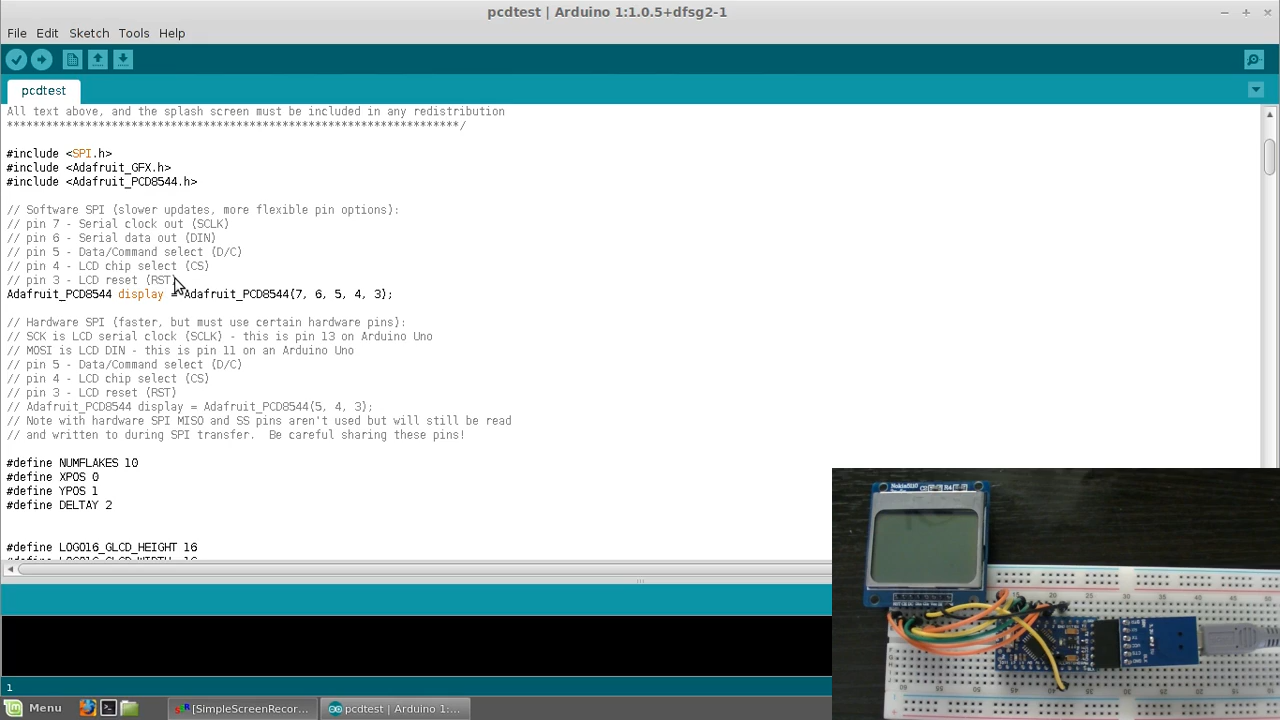 pcdtest | Arduino 1:1.0.5+dfsg2-1
File Edit Sketch Tools Help
pcdtest
All text above, and the splash screen must be included in any redistribution
*********************************************************************/
#include <SPI.h>
#include <Adafruit_GFX.h>
#include <Adafruit_PCD8544.h>
// Software SPI (slower updates, more flexible pin options):
// pin 7 - Serial clock out (SCLK)
// pin 6 - Serial data out (DIN)
// pin 5 - Data/Command select (D/C)
// pin 4 - LCD chip select (CS)
// pin 3 - LCD reset (RST)
Adafruit_PCD8544 display = Adafruit_PCD8544(7, 6, 5, 4, 3);
// Hardware SPI (faster, but must use certain hardware pins):
// SCK is LCD serial clock (SCLK) - this is pin 13 on Arduino Uno
// MOSI is LCD DIN - this is pin 11 on an Arduino Uno
// pin 5 - Data/Command select (D/C)
// pin 4 - LCD chip select (CS)
// pin 3 - LCD reset (RST)
// Adafruit_PCD8544 display = Adafruit_PCD8544(5, 4, 3);
// Note with hardware SPI MISO and SS pins aren't used but will still be read
// and written to during SPI transfer.  Be careful sharing these pins!
#define NUMFLAKES 10
#define XPOS 0
#define YPOS 1
#define DELTAY 2
#define LOGO16_GLCD_HEIGHT 16
#define LOGO16_GLCD_WIDTH  16
1
Menu [SimpleScreenRecor... pcdtest | Arduino 1:...